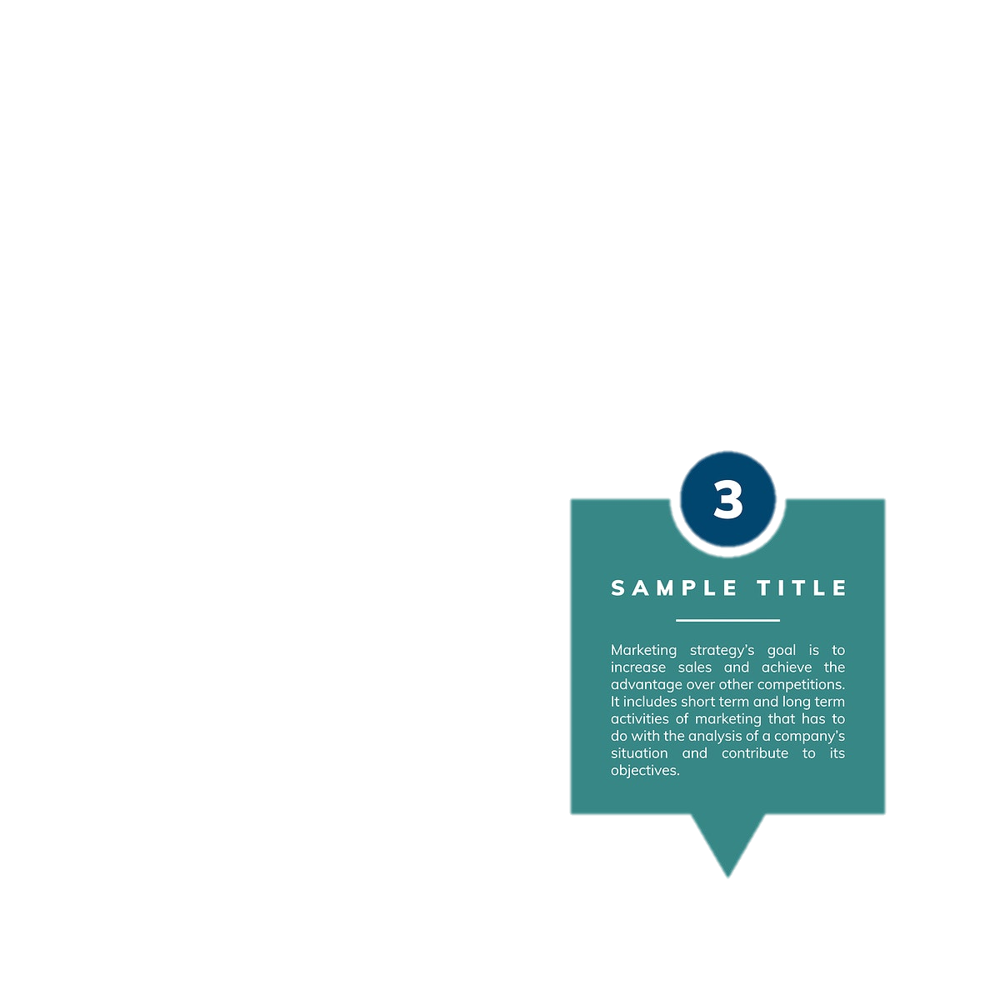 3
SAMPLE TITLE
Marketing strategy's goal is to
increase sales and achieve the
advantage over other competitions.
It includes short term and long term
activities of marketing that has to
do with the analysis of a company's
situation and contribute to its
objectives.